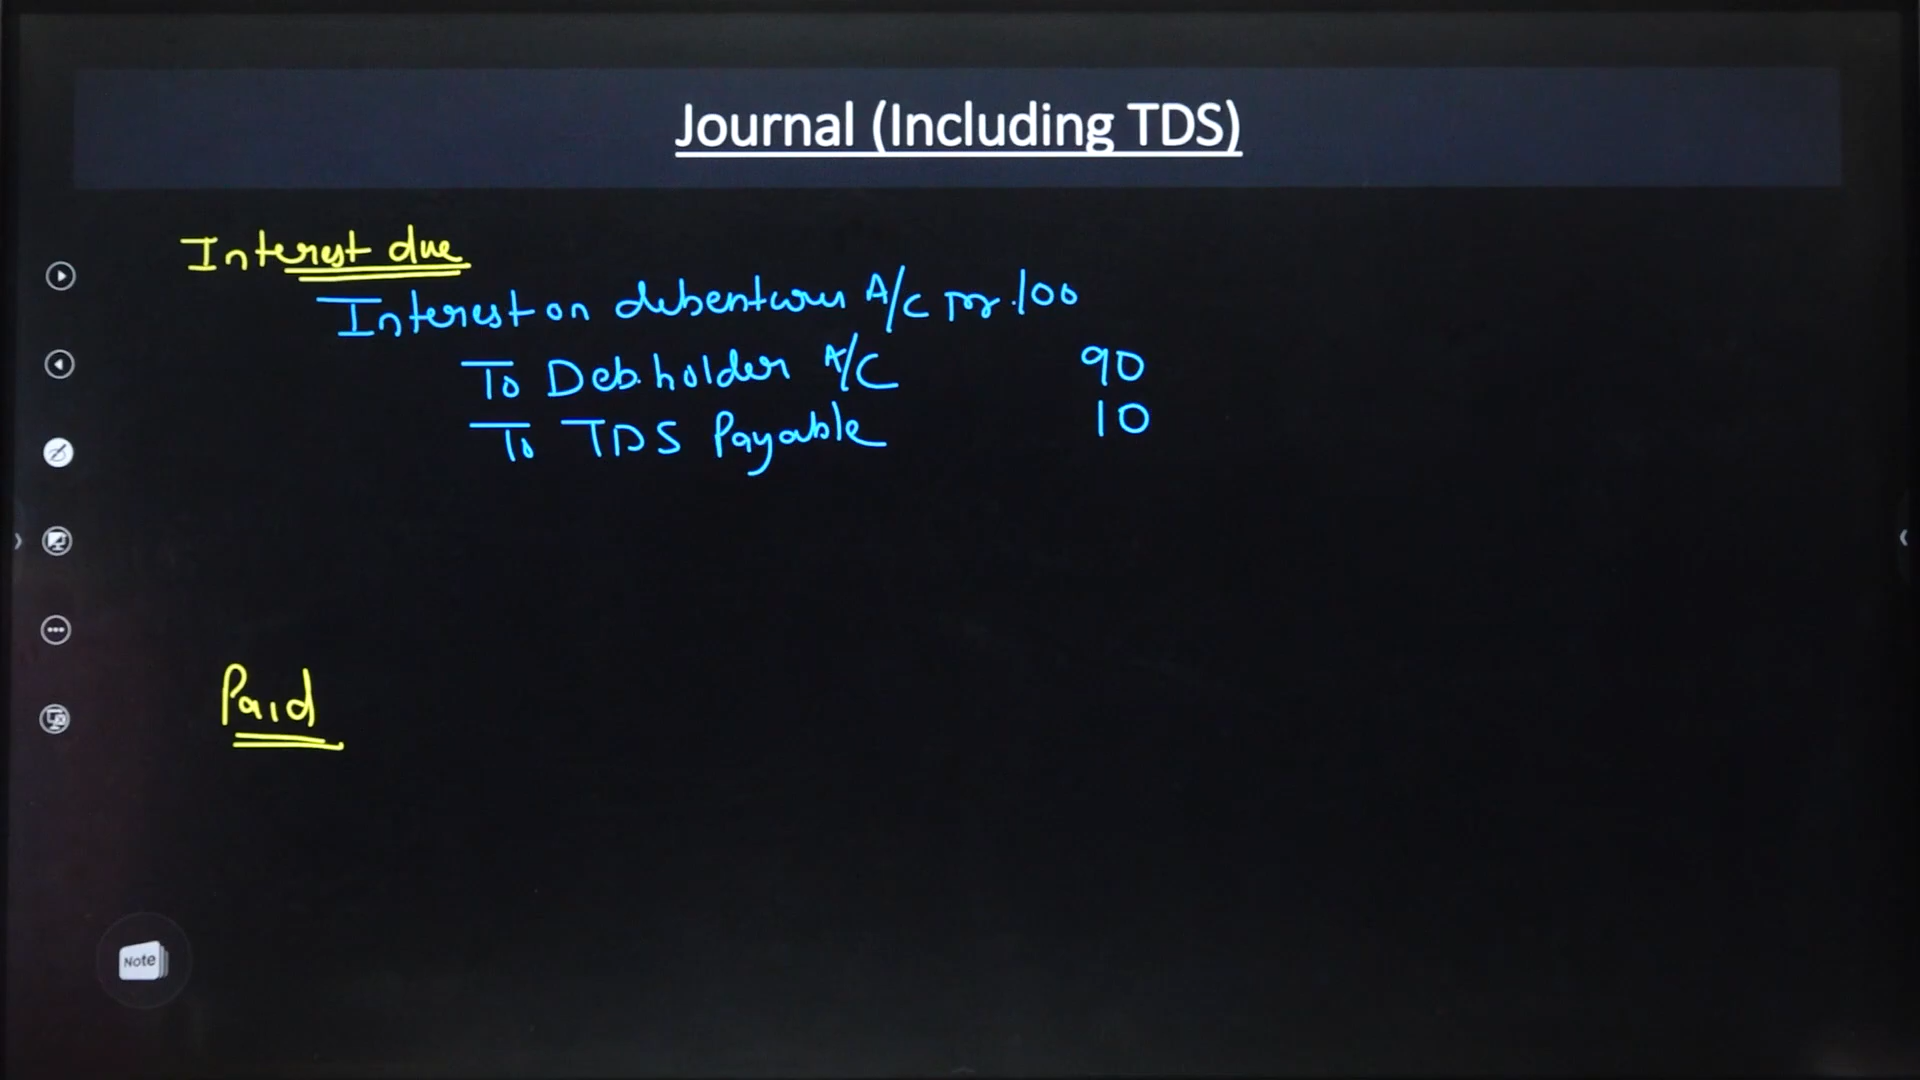 Journal (Including TDS)
Interest due
Interest on debentures A/C Dr. 100
To Deb. holder A/C 90
To TDS Payable 10
Paid
Note